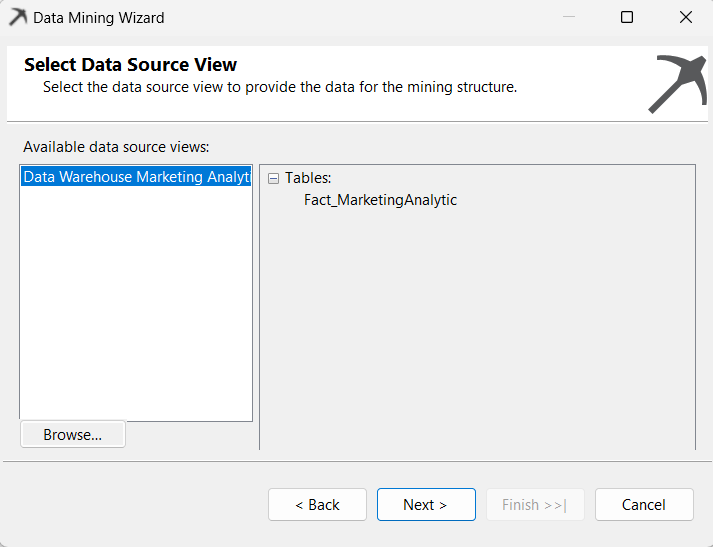 Data Mining Wizard
Select Data Source View
Select the data source view to provide the data for the mining structure.
Available data source views:
Data Warehouse Marketing Analyti
Tables:
Fact_MarketingAnalytic
Browse...
< Back
Next >
Finish >>|
Cancel